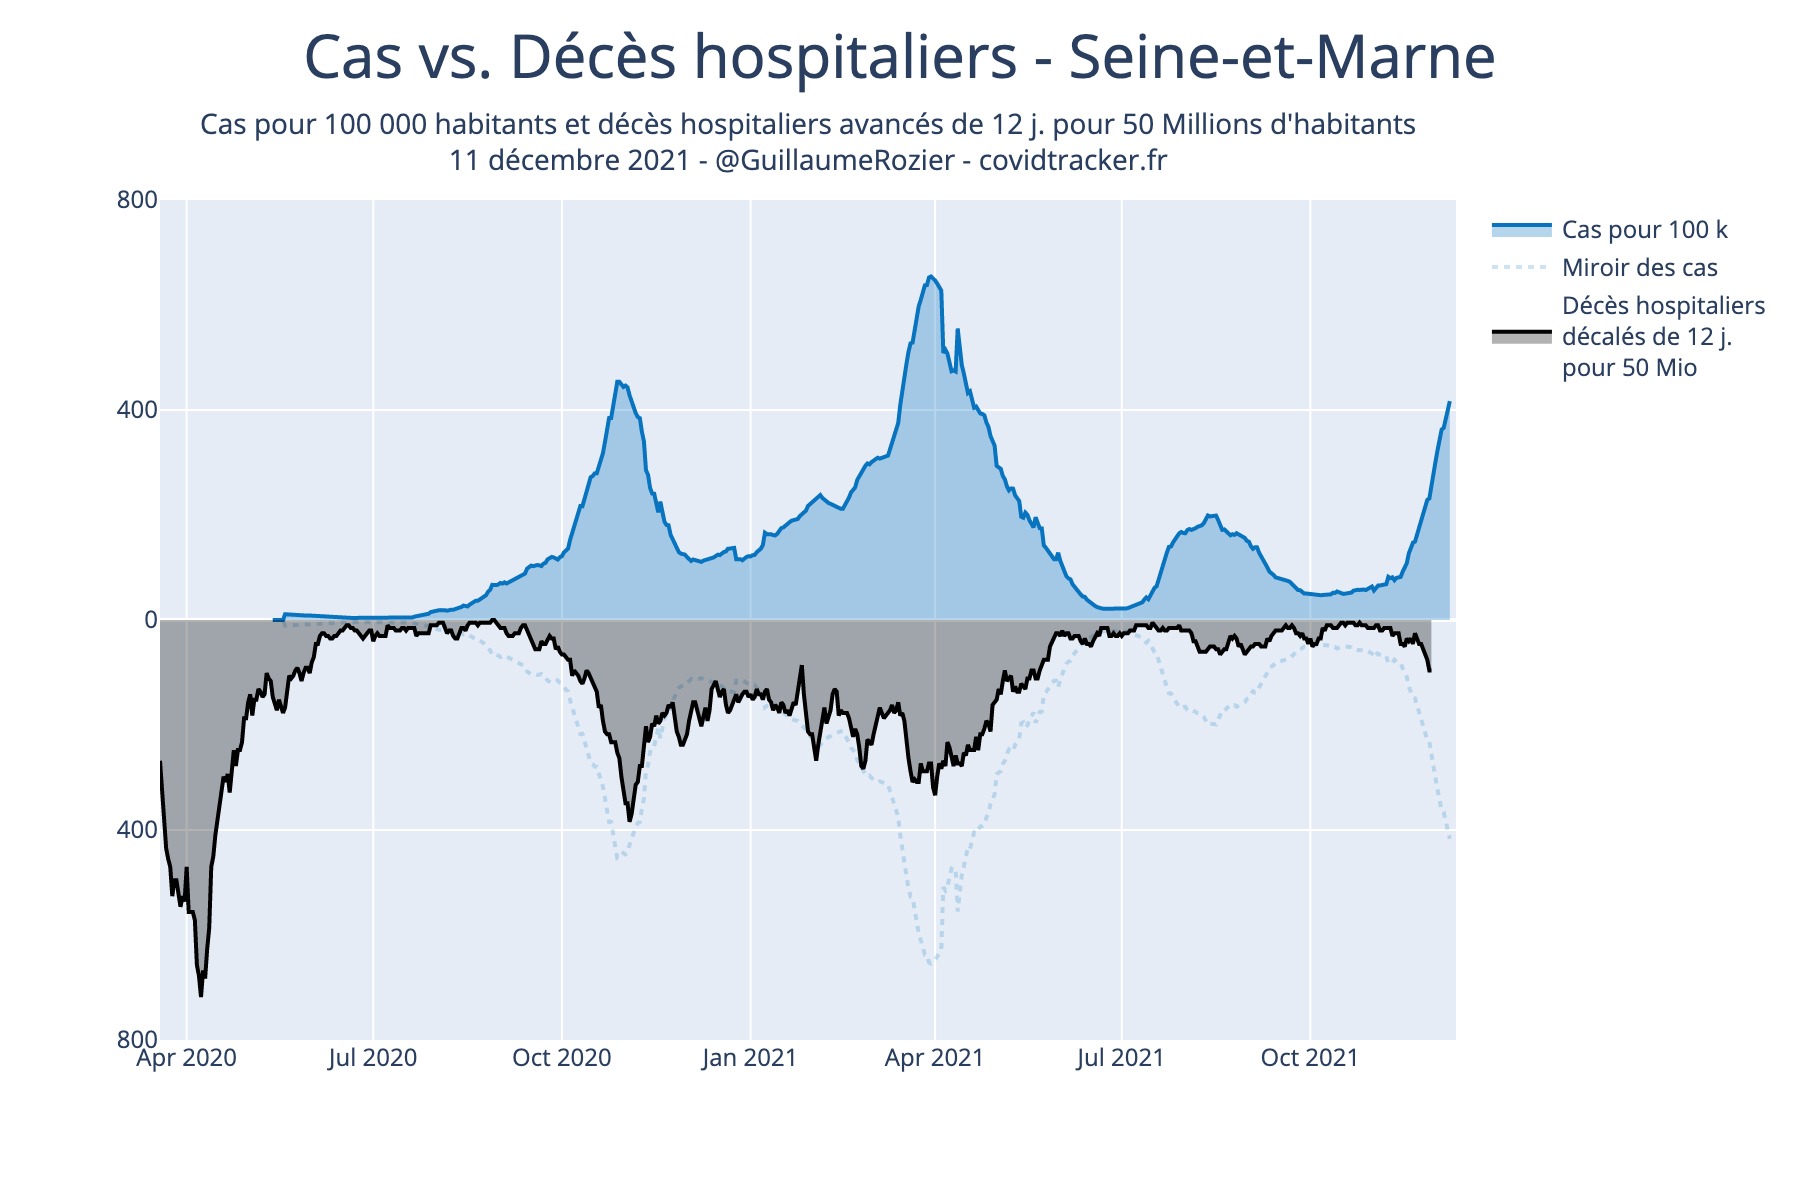 Cas vs. Décès hospitaliers - Seine-et-Marne
Cas pour 100 000 habitants et décès hospitaliers avancés de 12 j. pour 50 Millions d'habitants
11 décembre 2021 - @GuillaumeRozier - covidtracker.fr
800
400
0
400
800
Apr 2020
Jul 2020
Oct 2020
Jan 2021
Apr 2021
Jul 2021
Oct 2021
Cas pour 100 k
Miroir des cas
Décès hospitaliers
décalés de 12 j.
pour 50 Mio